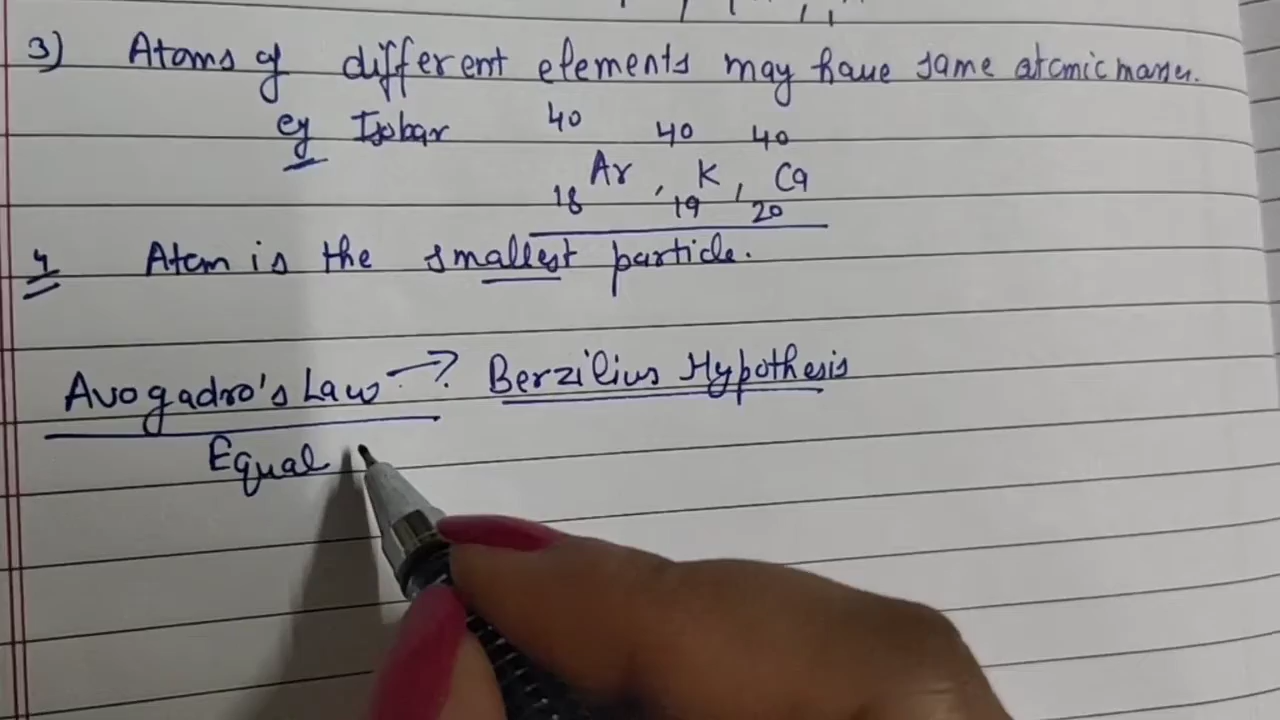 3) Atoms of different elements may have same atomic masses.
eg Isobar 40 40 40
Ar, K, Ca
18 19 20
4 Atom is the smallest particle.
Avogadro's Law → Berzilius Hypothesis
Equal